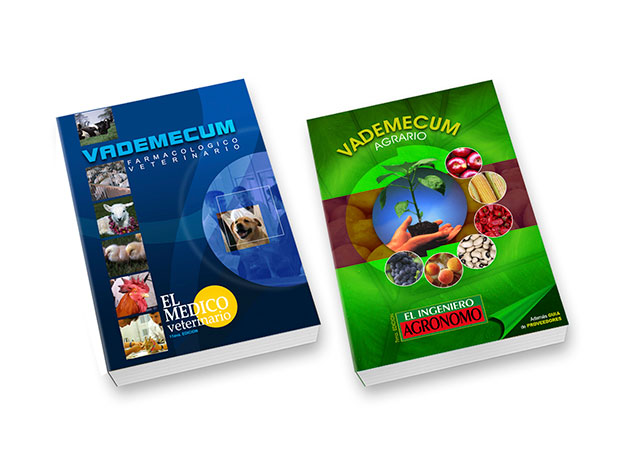 VADEMECUM
FARMACOLOGICO
VETERINARIO
EL
MEDICO
veterinario
VADEMECUM
AGRARIO
EL INGENIERO
AGRONOMO
Además GUIA
de PROVEEDORES